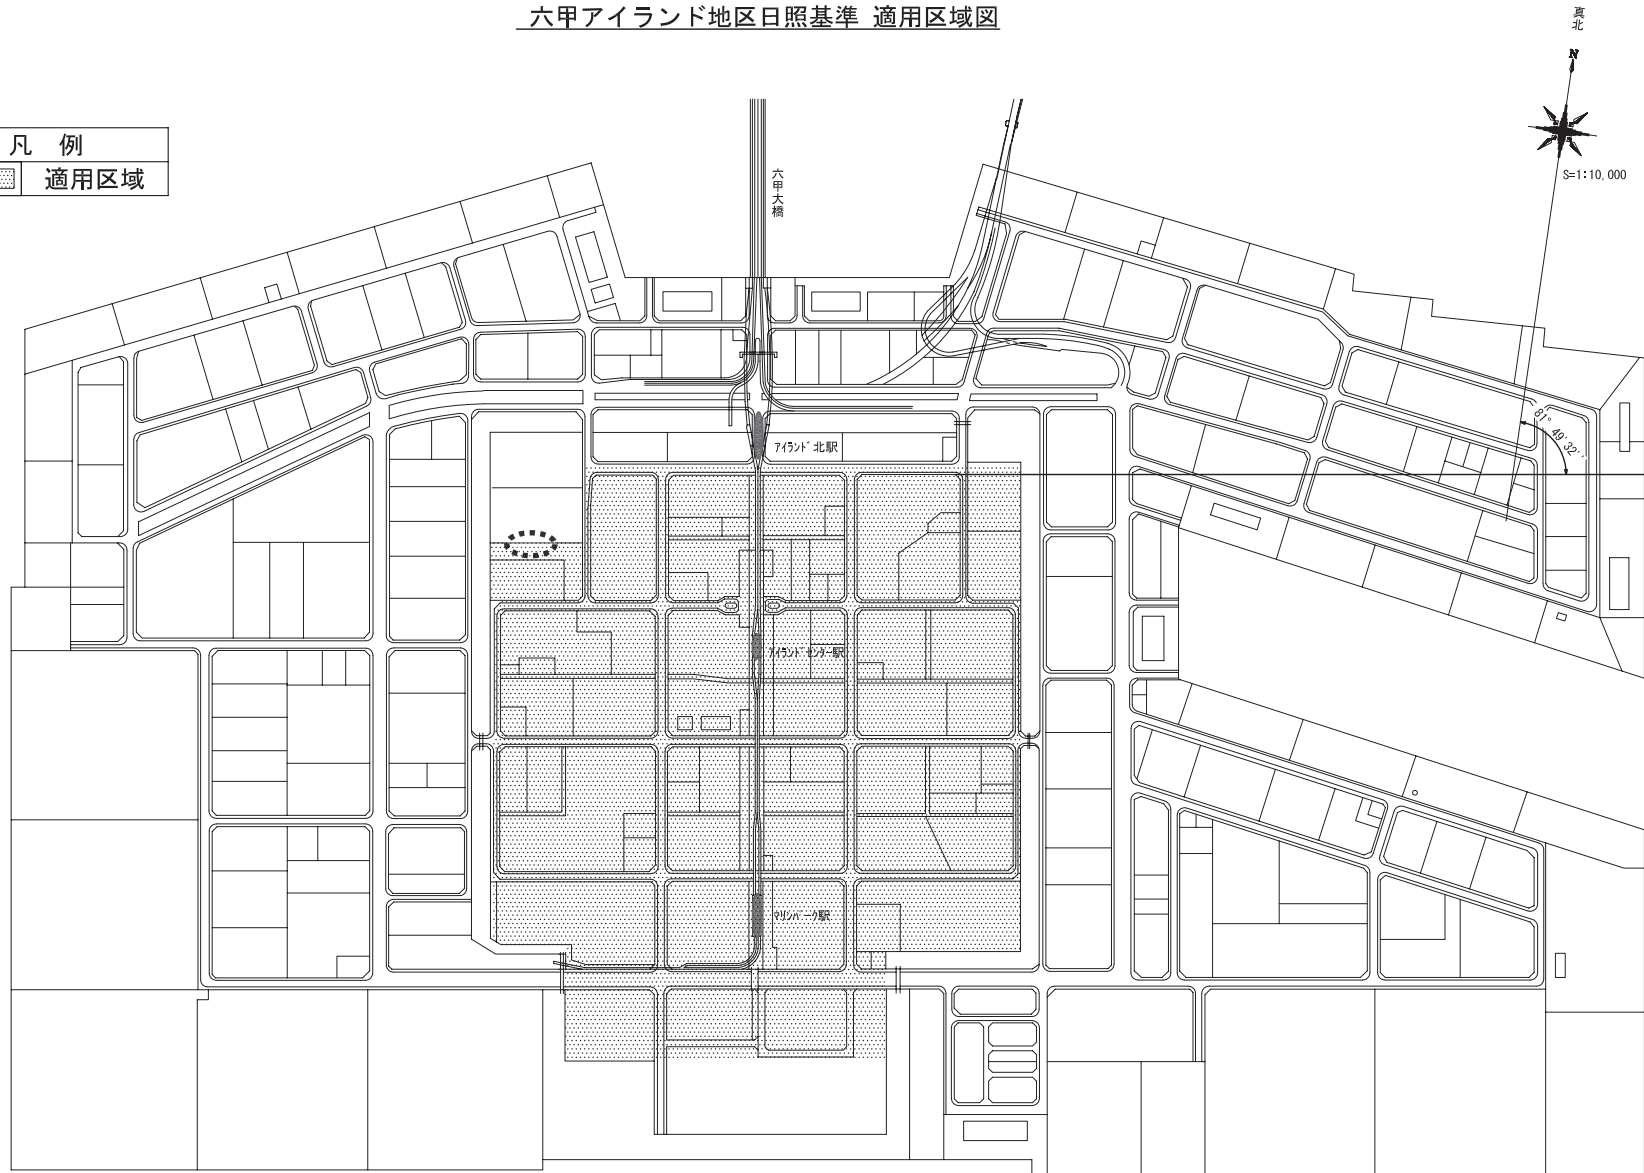 六甲アイランド地区日照基準 適用区域図
真北
N
S=1:10,000
凡 例
適用区域
六甲大橋
アイランド北駅
81°49'32''
アイランドセンター駅
マリンパーク駅